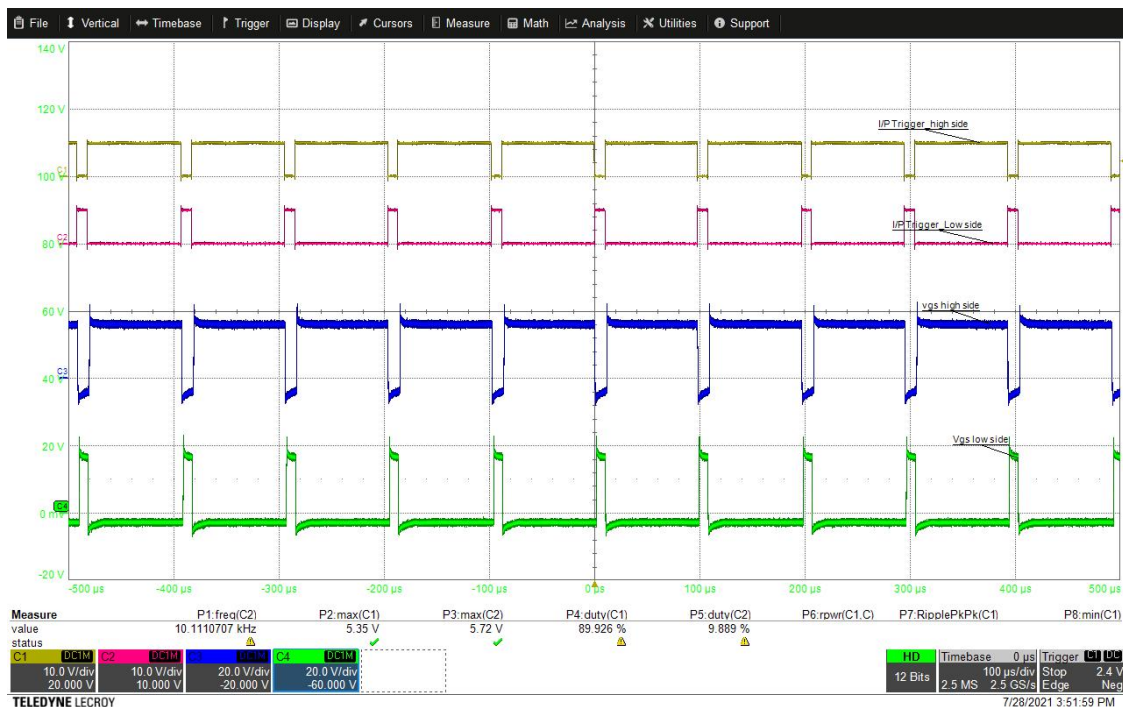 File Vertical Timebase Trigger Display Cursors Measure Math Analysis Utilities Support
140 V
120 V
I/P Trigger_high side
C1
100 V
I/P Trigger_Low side
C2
80 V
60 V
vgs high side
C3
40 V
20 V
Vgs low side
C4
0 mV
-20 V
-500 µs -400 µs -300 µs -200 µs -100 µs 0 µs 100 µs 200 µs 300 µs 400 µs 500 µs
Measure P1:freq(C2) P2:max(C1) P3:max(C2) P4:duty(C1) P5:duty(C2) P6:rpwr(C1,C) P7:RipplePkPk(C1) P8:min(C1)
value 10.1110707 kHz 5.35 V 5.72 V 89.926 % 9.889 %
status
C1 DC1M C2 DC1M C3 DC1M C4 DC1M HD Timebase 0 µs Trigger C1 DC
10.0 V/div 10.0 V/div 20.0 V/div 20.0 V/div 12 Bits 100 µs/div Stop 2.4 V
20.000 V 10.000 V -20.000 V -60.000 V 2.5 MS 2.5 GS/s Edge Neg
TELEDYNE LECROY 7/28/2021 3:51:59 PM